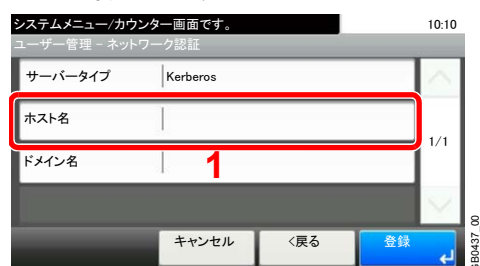 システムメニュー/カウンター画面です。 10:10
ユーザー管理 - ネットワーク認証
サーバータイプ Kerberos
ホスト名
1/1
ドメイン名 1
キャンセル <戻る 登録